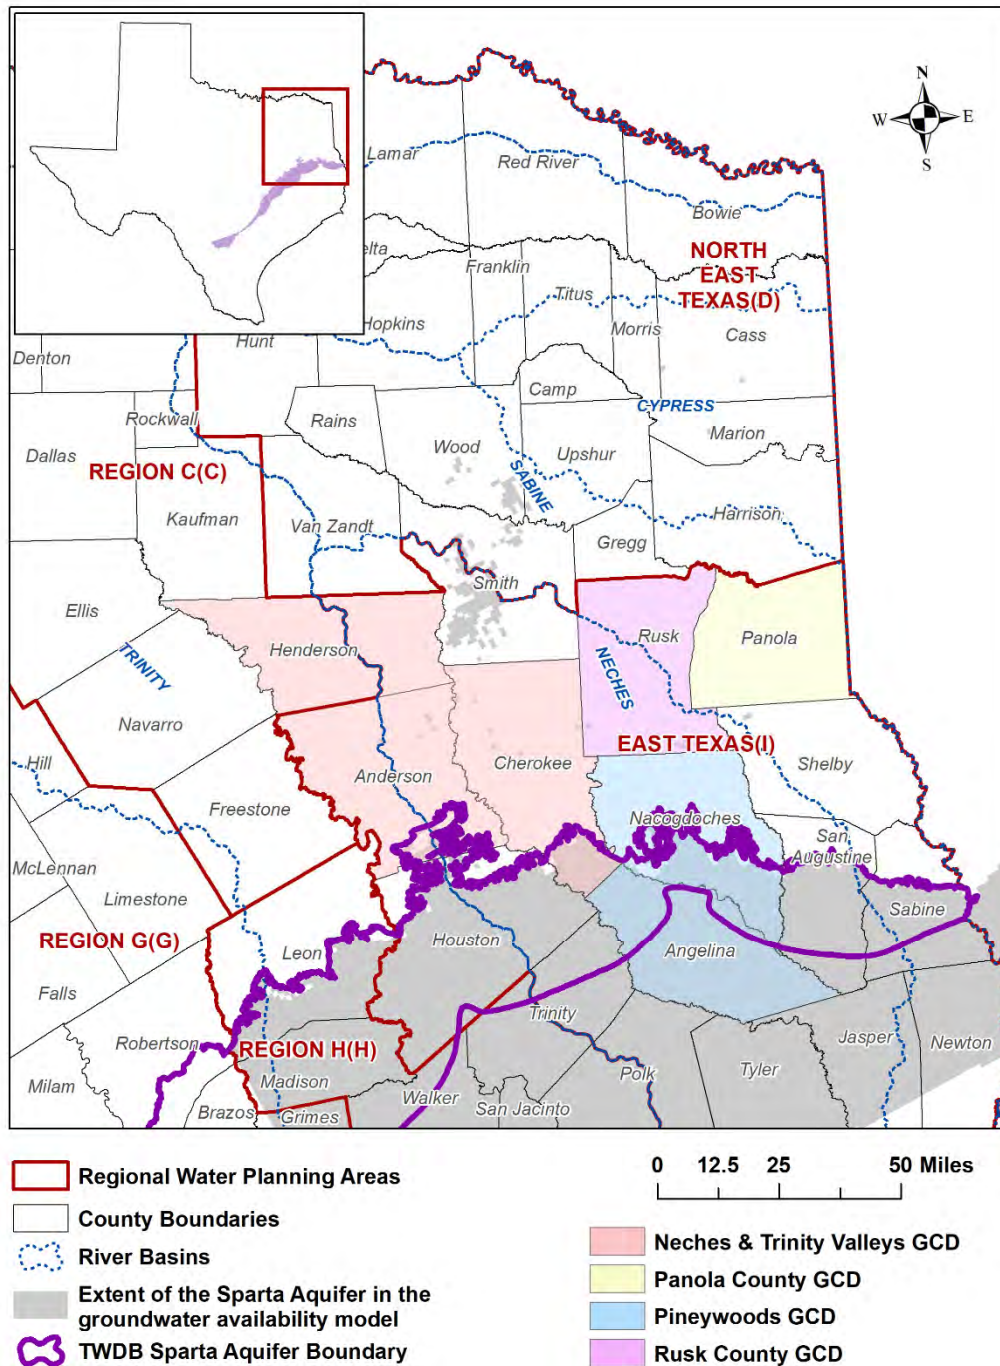 N
W E
S
Lamar
Red River
Bowie
NORTH
EAST
TEXAS(D)
elta
Franklin
Titus
Hopkins
Morris
Cass
Hunt
Denton
Camp
Rockwall
Rains
CYPRESS
Marion
Dallas
Wood
Upshur
REGION C(C)
SABINE
Kaufman
Van Zandt
Harrison
Gregg
Smith
Ellis
Rusk
Panola
Henderson
TRINITY
NECHES
Navarro
EAST TEXAS(I)
Hill
Cherokee
Shelby
Anderson
Freestone
Nacogdoches
San
Augustine
McLennan
Limestone
Sabine
REGION G(G)
Houston
Leon
Angelina
Falls
Trinity
Robertson
REGION H(H)
Jasper
Newton
Milam
Madison
Polk
Tyler
Walker
Brazos
Grimes
San Jacinto
Regional Water Planning Areas
County Boundaries
River Basins
Extent of the Sparta Aquifer in the
groundwater availability model
TWDB Sparta Aquifer Boundary
0 12.5 25 50 Miles
Neches & Trinity Valleys GCD
Panola County GCD
Pineywoods GCD
Rusk County GCD